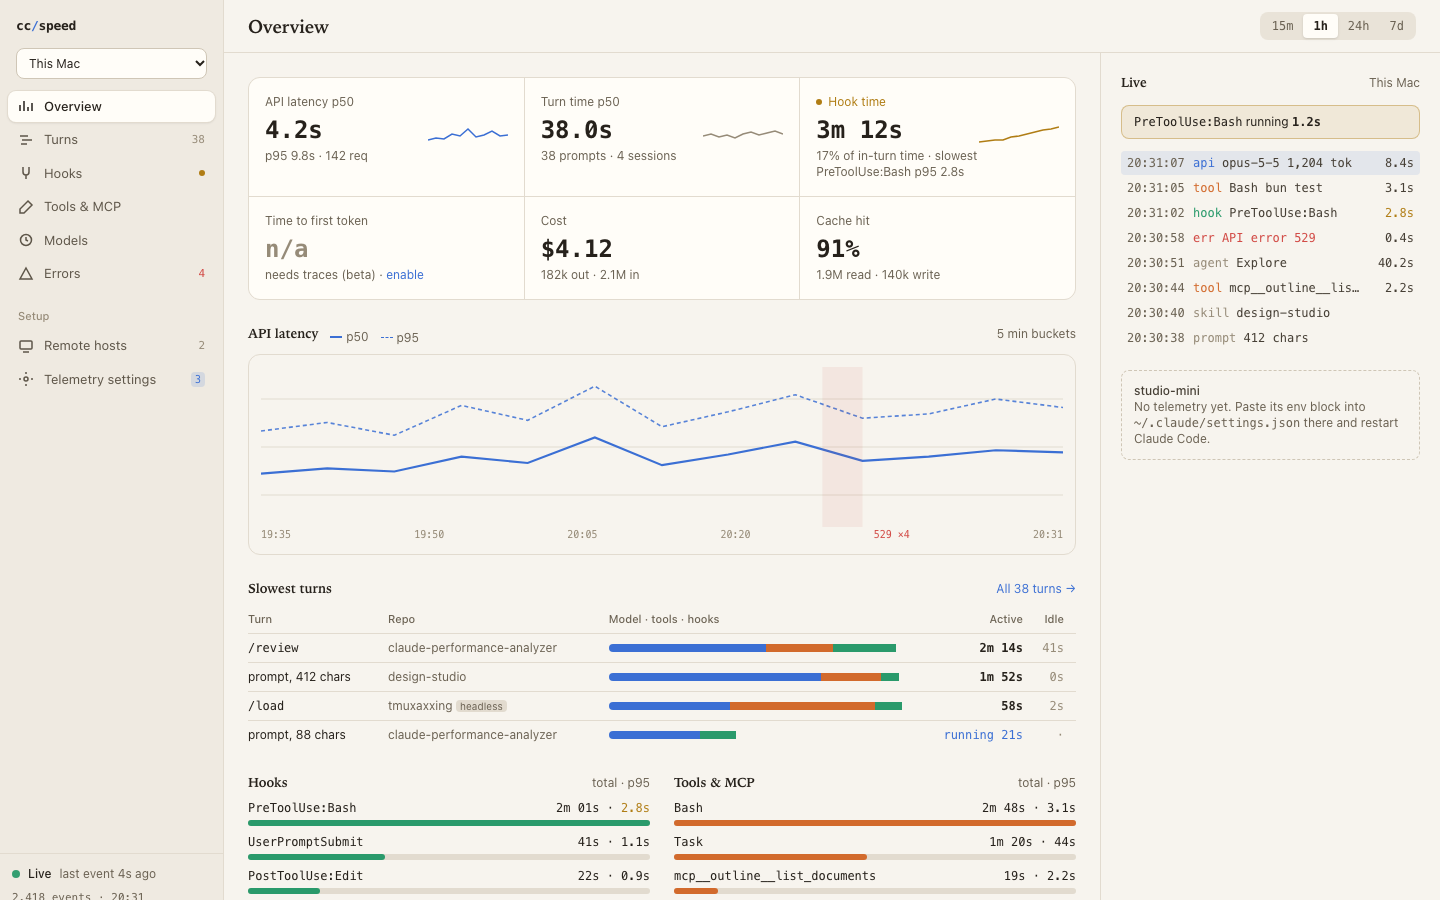 cc/speed
This Mac
Overview
Turns 38
Hooks
Tools & MCP
Models
Errors 4
Setup
Remote hosts 2
Telemetry settings 3
Live last event 4s ago
2,418 events · 20:31
Overview
15m 1h 24h 7d
API latency p50
4.2s
p95 9.8s · 142 req
Turn time p50
38.0s
38 prompts · 4 sessions
Hook time
3m 12s
17% of in-turn time · slowest
PreToolUse:Bash p95 2.8s
Time to first token
n/a
needs traces (beta) · enable
Cost
$4.12
182k out · 2.1M in
Cache hit
91%
1.9M read · 140k write
API latency p50 p95 5 min buckets
19:35 19:50 20:05 20:20 529 ×4 20:31
Slowest turns All 38 turns →
Turn Repo Model · tools · hooks Active Idle
/review claude-performance-analyzer 2m 14s 41s
prompt, 412 chars design-studio 1m 52s 0s
/load tmuxaxxing headless 58s 2s
prompt, 88 chars claude-performance-analyzer running 21s ·
Hooks total · p95
PreToolUse:Bash 2m 01s · 2.8s
UserPromptSubmit 41s · 1.1s
PostToolUse:Edit 22s · 0.9s
Tools & MCP total · p95
Bash 2m 48s · 3.1s
Task 1m 20s · 44s
mcp__outline__list_documents 19s · 2.2s
Live This Mac
PreToolUse:Bash running 1.2s
20:31:07 api opus-5-5 1,204 tok 8.4s
20:31:05 tool Bash bun test 3.1s
20:31:02 hook PreToolUse:Bash 2.8s
20:30:58 err API error 529 0.4s
20:30:51 agent Explore 40.2s
20:30:44 tool mcp__outline__lis… 2.2s
20:30:40 skill design-studio
20:30:38 prompt 412 chars
studio-mini
No telemetry yet. Paste its env block into
~/.claude/settings.json there and restart
Claude Code.